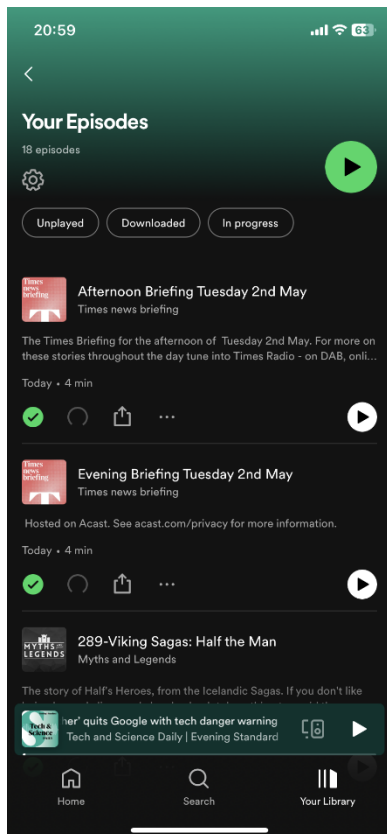 20:59
63
Your Episodes
18 episodes
Unplayed
Downloaded
In progress
Times
news
briefing
Afternoon Briefing Tuesday 2nd May
Times news briefing
The Times Briefing for the afternoon of Tuesday 2nd May. For more on
these stories throughout the day tune into Times Radio - on DAB, onli...
Today • 4 min
Times
news
briefing
Evening Briefing Tuesday 2nd May
Times news briefing
Hosted on Acast. See acast.com/privacy for more information.
Today • 4 min
MYTHS
LEGENDS
289-Viking Sagas: Half the Man
Myths and Legends
The story of Half's Heroes, from the Icelandic Sagas. If you don't like
Tech &
Science
her' quits Google with tech danger warning
Tech and Science Daily | Evening Standard
Home
Search
Your Library